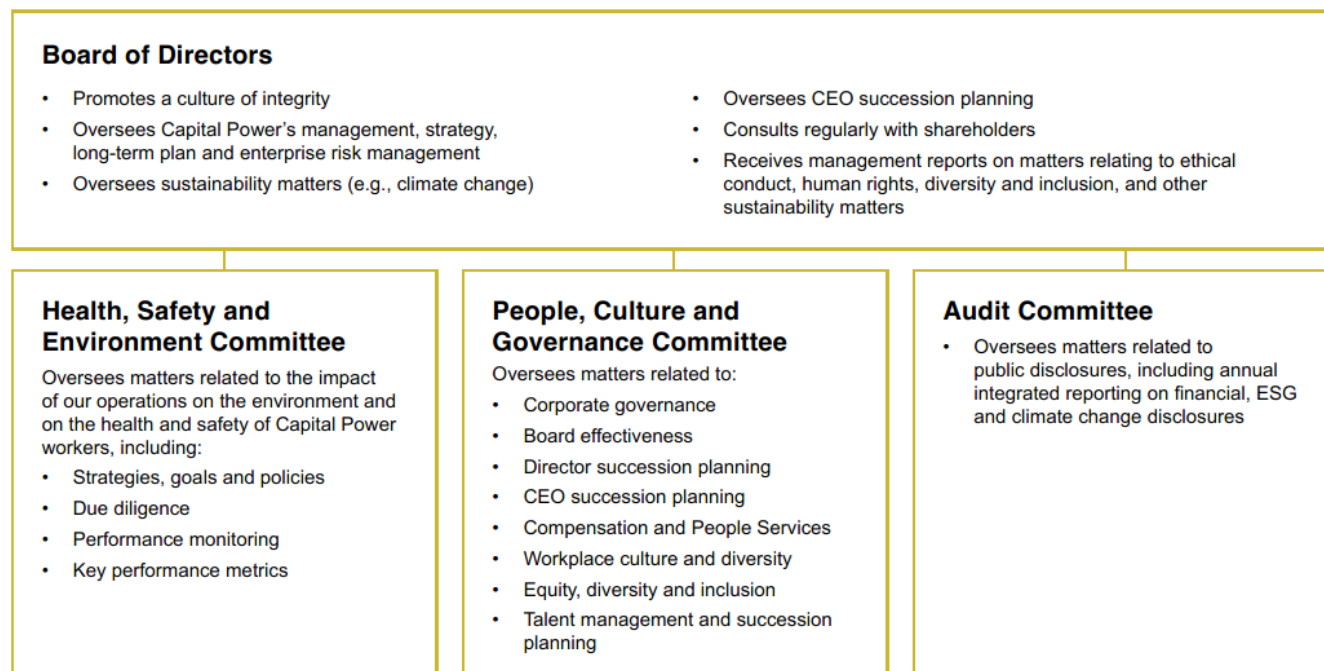 Board of Directors
• Promotes a culture of integrity
• Oversees Capital Power's management, strategy,
long-term plan and enterprise risk management
• Oversees sustainability matters (e.g., climate change)
• Oversees CEO succession planning
• Consults regularly with shareholders
• Receives management reports on matters relating to ethical
conduct, human rights, diversity and inclusion, and other
sustainability matters
Health, Safety and
Environment Committee
Oversees matters related to the impact
of our operations on the environment and
on the health and safety of Capital Power
workers, including:
• Strategies, goals and policies
• Due diligence
• Performance monitoring
• Key performance metrics
People, Culture and
Governance Committee
Oversees matters related to:
• Corporate governance
• Board effectiveness
• Director succession planning
• CEO succession planning
• Compensation and People Services
• Workplace culture and diversity
• Equity, diversity and inclusion
• Talent management and succession
planning
Audit Committee
• Oversees matters related to
public disclosures, including annual
integrated reporting on financial, ESG
and climate change disclosures